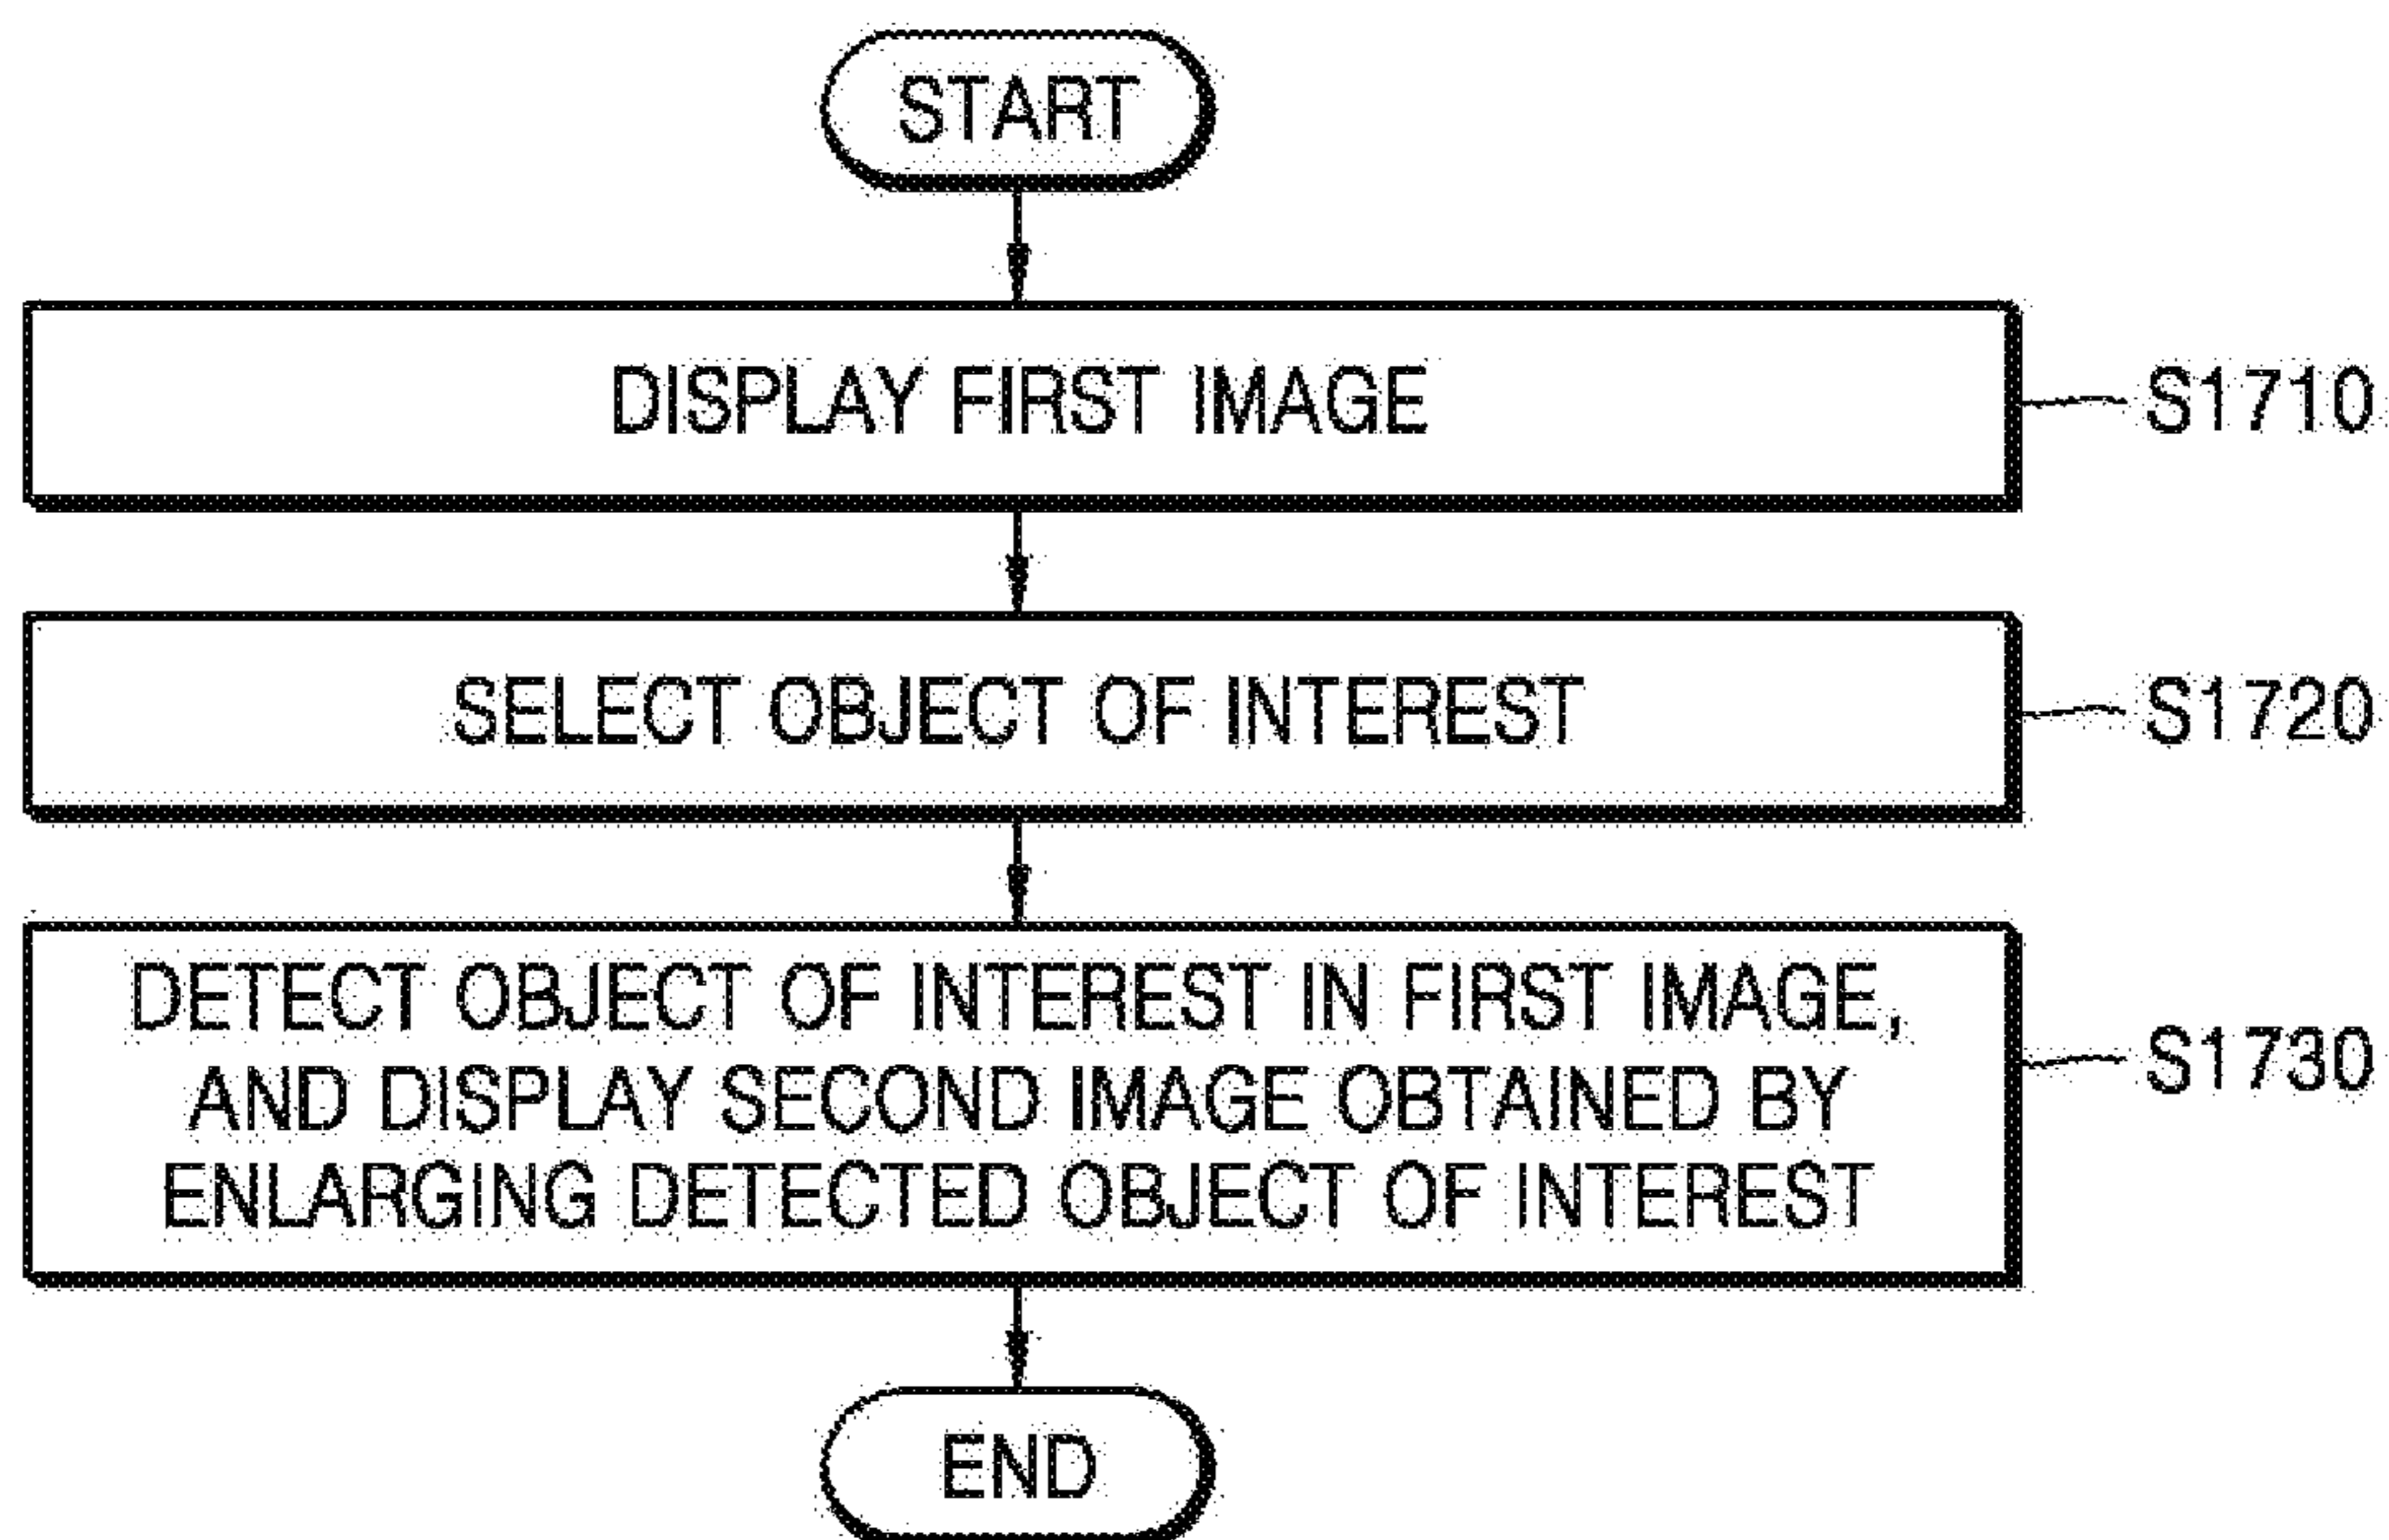 START
DISPLAY FIRST IMAGE
S1710
SELECT OBJECT OF INTEREST
S1720
DETECT OBJECT OF INTEREST IN FIRST IMAGE,
AND DISPLAY SECOND IMAGE OBTAINED BY
ENLARGING DETECTED OBJECT OF INTEREST
S1730
END